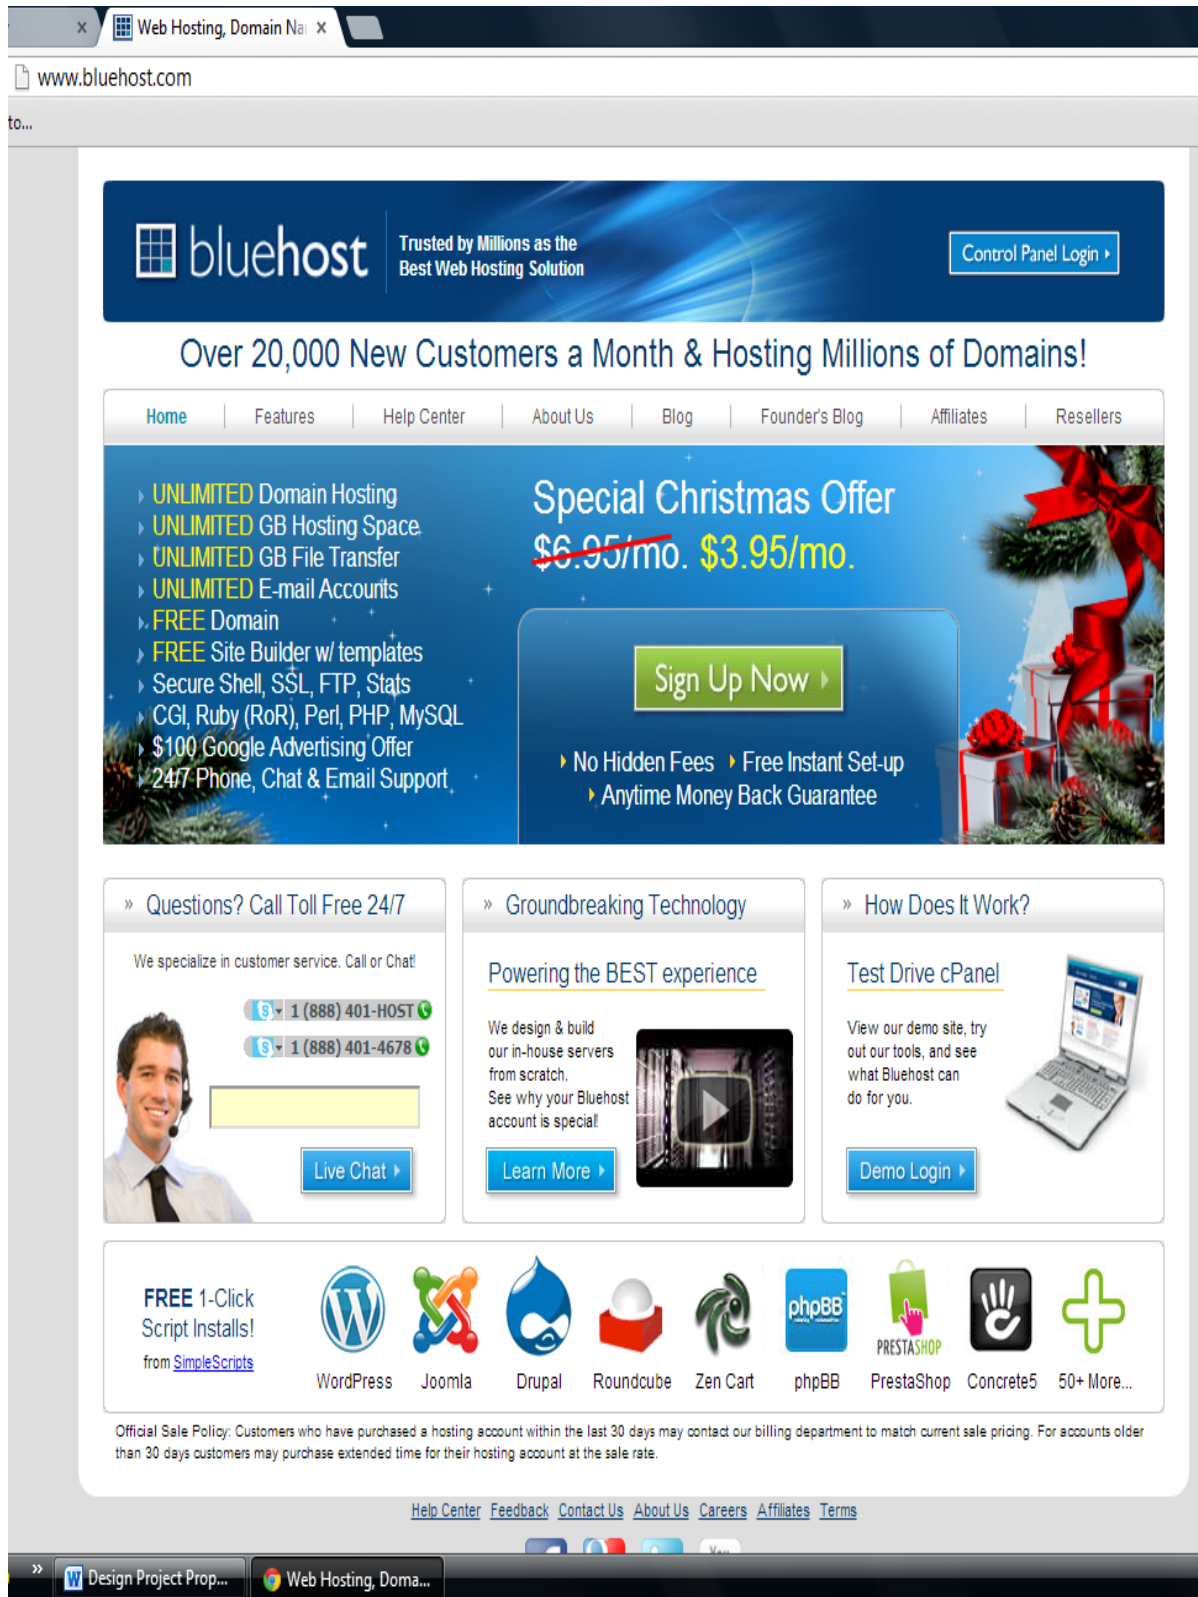 Web Hosting, Domain Na
www.bluehost.com
to...
bluehost
Trusted by Millions as the
Best Web Hosting Solution
Control Panel Login
Over 20,000 New Customers a Month & Hosting Millions of Domains!
Home Features Help Center About Us Blog Founder's Blog Affiliates Resellers
UNLIMITED Domain Hosting
UNLIMITED GB Hosting Space
UNLIMITED GB File Transfer
UNLIMITED E-mail Accounts
FREE Domain
FREE Site Builder w/ templates
Secure Shell, SSL, FTP, Stats
CGI, Ruby (RoR), Perl, PHP, MySQL
$100 Google Advertising Offer
24/7 Phone, Chat & Email Support
Special Christmas Offer
$6.95/mo. $3.95/mo.
Sign Up Now
No Hidden Fees Free Instant Set-up
Anytime Money Back Guarantee
» Questions? Call Toll Free 24/7
We specialize in customer service. Call or Chat!
1 (888) 401-HOST
1 (888) 401-4678
Live Chat
» Groundbreaking Technology
Powering the BEST experience
We design & build
our in-house servers
from scratch.
See why your Bluehost
account is special!
Learn More
» How Does It Work?
Test Drive cPanel
View our demo site, try
out our tools, and see
what Bluehost can
do for you.
Demo Login
FREE 1-Click
Script Installs!
from SimpleScripts
phpBB
PRESTASHOP
WordPress Joomla Drupal Roundcube Zen Cart phpBB PrestaShop Concrete5 50+ More...
Official Sale Policy: Customers who have purchased a hosting account within the last 30 days may contact our billing department to match current sale pricing. For accounts older
than 30 days customers may purchase extended time for their hosting account at the sale rate.
Help Center Feedback Contact Us About Us Careers Affiliates Terms
» Design Project Prop... Web Hosting, Doma...